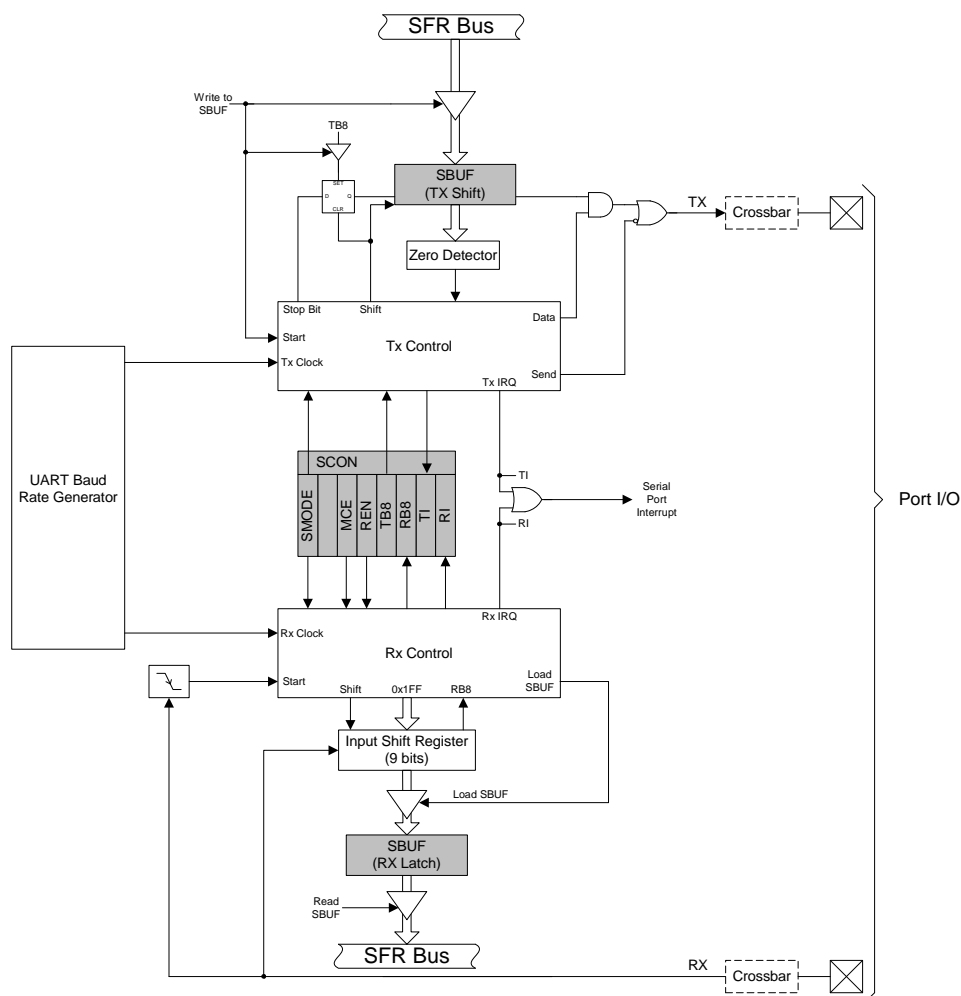 SFR Bus
Write to
SBUF
TB8
SET
D
Q
CLR
SBUF
(TX Shift)
TX
Crossbar
Zero Detector
Stop Bit
Shift
Data
Start
Tx Control
Tx Clock
Send
Tx IRQ
UART Baud
Rate Generator
SCON
SMODE
MCE
REN
TB8
RB8
TI
RI
TI
RI
Serial
Port
Interrupt
Port I/O
Rx IRQ
Rx Clock
Rx Control
Start
Load
SBUF
Shift
0x1FF
RB8
Input Shift Register
(9 bits)
Load SBUF
SBUF
(RX Latch)
Read
SBUF
SFR Bus
RX
Crossbar